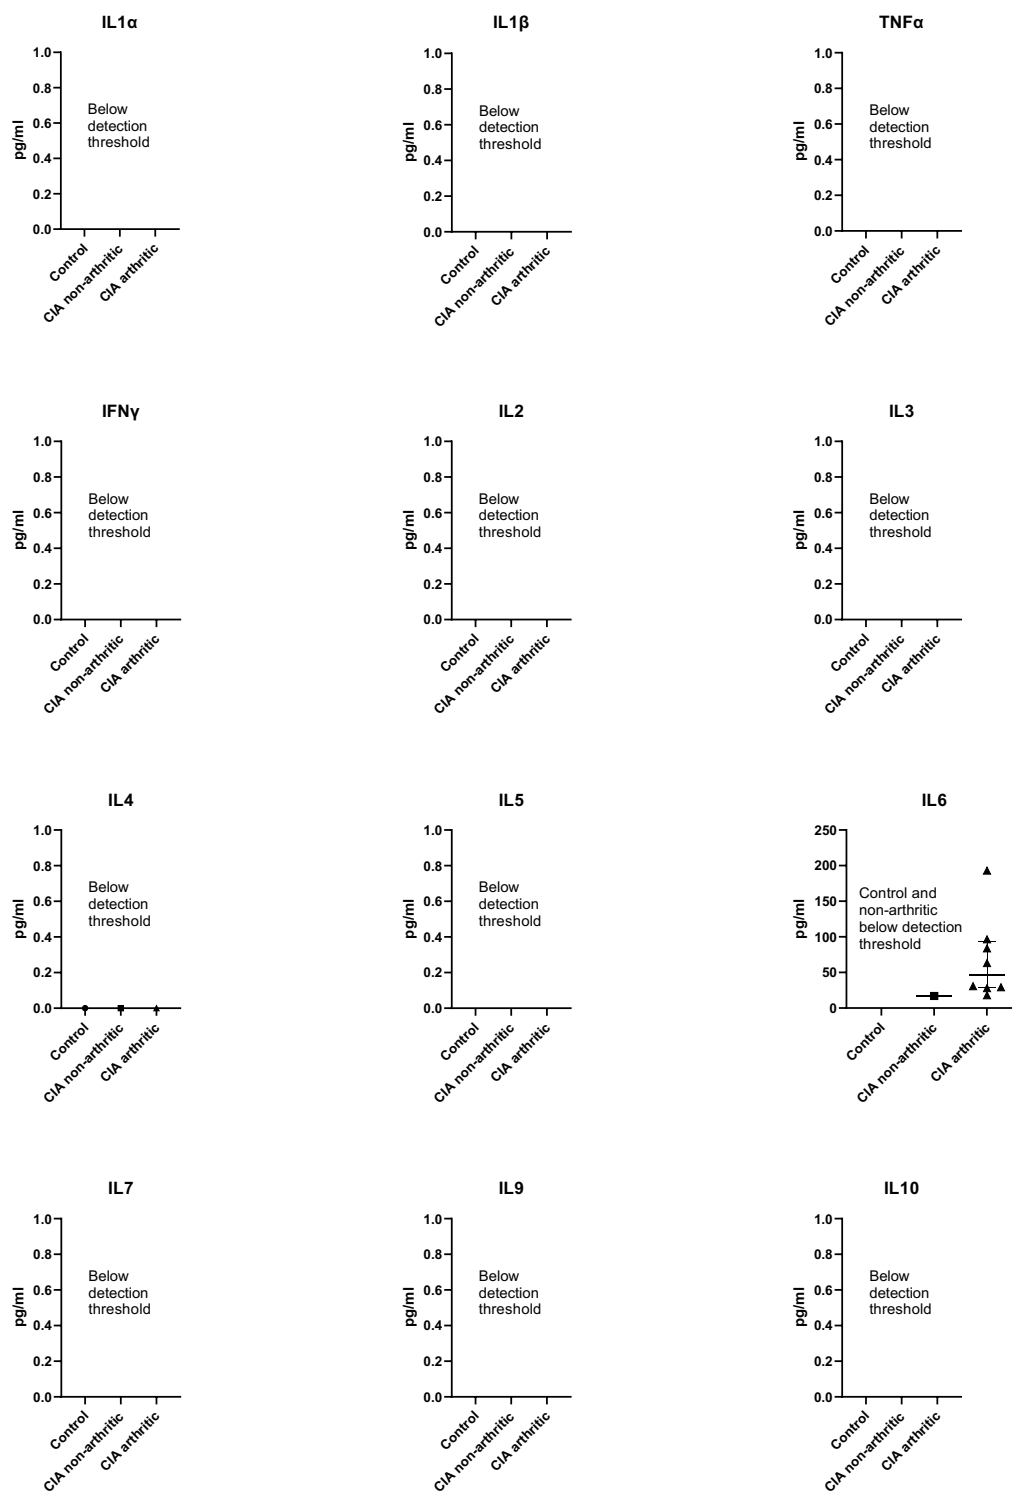 IL1α
1.0
0.8
0.6
0.4
0.2
0.0
pg/ml
Below
detection
threshold
Control
CIA non-arthritic
CIA arthritic
IL1β
1.0
0.8
0.6
0.4
0.2
0.0
pg/ml
Below
detection
threshold
Control
CIA non-arthritic
CIA arthritic
TNFα
1.0
0.8
0.6
0.4
0.2
0.0
pg/ml
Below
detection
threshold
Control
CIA non-arthritic
CIA arthritic
IFNγ
1.0
0.8
0.6
0.4
0.2
0.0
pg/ml
Below
detection
threshold
Control
CIA non-arthritic
CIA arthritic
IL2
1.0
0.8
0.6
0.4
0.2
0.0
pg/ml
Below
detection
threshold
Control
CIA non-arthritic
CIA arthritic
IL3
1.0
0.8
0.6
0.4
0.2
0.0
pg/ml
Below
detection
threshold
Control
CIA non-arthritic
CIA arthritic
IL4
1.0
0.8
0.6
0.4
0.2
0.0
pg/ml
Below
detection
threshold
Control
CIA non-arthritic
CIA arthritic
IL5
1.0
0.8
0.6
0.4
0.2
0.0
pg/ml
Below
detection
threshold
Control
CIA non-arthritic
CIA arthritic
IL6
250
200
150
100
50
0
pg/ml
Control and
non-arthritic
below detection
threshold
Control
CIA non-arthritic
CIA arthritic
IL7
1.0
0.8
0.6
0.4
0.2
0.0
pg/ml
Below
detection
threshold
Control
CIA non-arthritic
CIA arthritic
IL9
1.0
0.8
0.6
0.4
0.2
0.0
pg/ml
Below
detection
threshold
Control
CIA non-arthritic
CIA arthritic
IL10
1.0
0.8
0.6
0.4
0.2
0.0
pg/ml
Below
detection
threshold
Control
CIA non-arthritic
CIA arthritic